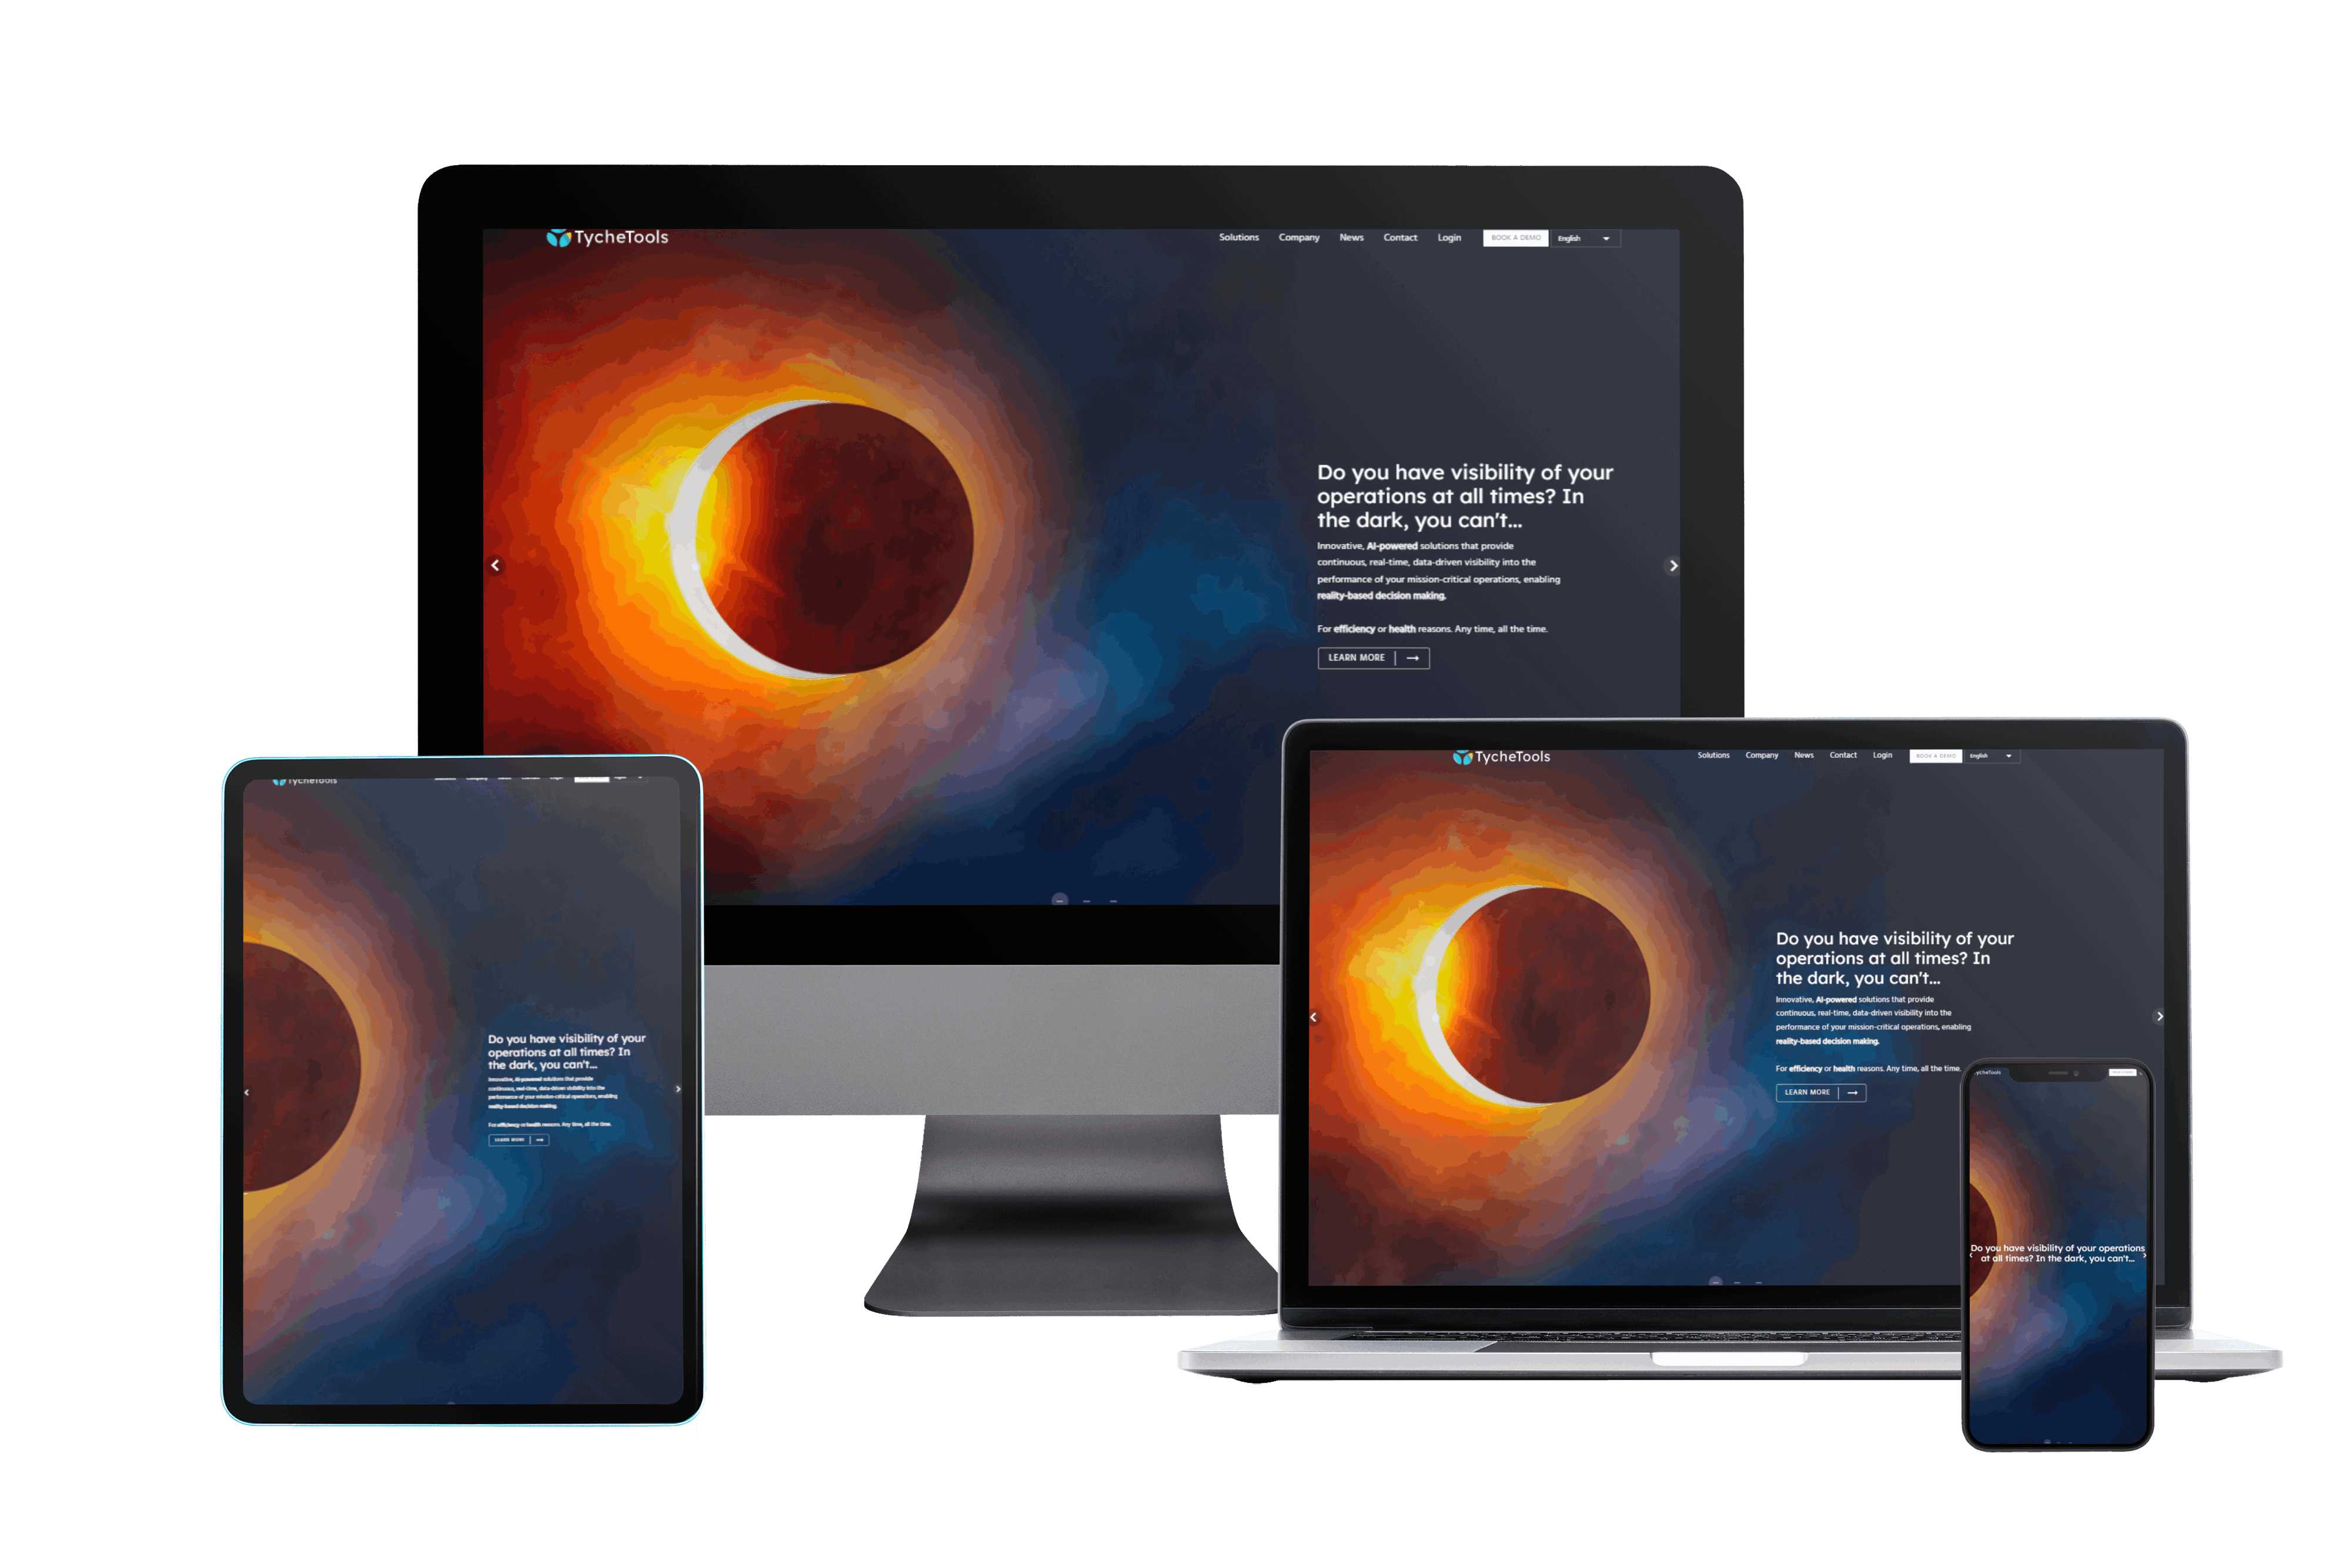 TycheTools
Solutions Company News Contact Login BOOK A DEMO English
Do you have visibility of your
operations at all times? In
the dark, you can't...
Innovative, AI-powered solutions that provide
continuous, real-time, data-driven visibility into the
performance of your mission-critical operations, enabling
reality-based decision making.
For efficiency or health reasons. Any time, all the time.
LEARN MORE
TycheTools
Do you have visibility of your
operations at all times? In
the dark, you can't...
Innovative, AI-powered solutions that provide
continuous, real-time, data-driven visibility into the
performance of your mission-critical operations, enabling
reality-based decision making.
For efficiency or health reasons. Any time, all the time.
LEARN MORE
TycheTools
Solutions Company News Contact Login BOOK A DEMO English
Do you have visibility of your
operations at all times? In
the dark, you can't...
Innovative, AI-powered solutions that provide
continuous, real-time, data-driven visibility into the
performance of your mission-critical operations, enabling
reality-based decision making.
For efficiency or health reasons. Any time, all the time.
LEARN MORE
ycheTools
Do you have visibility of your operations
at all times? In the dark, you can't...